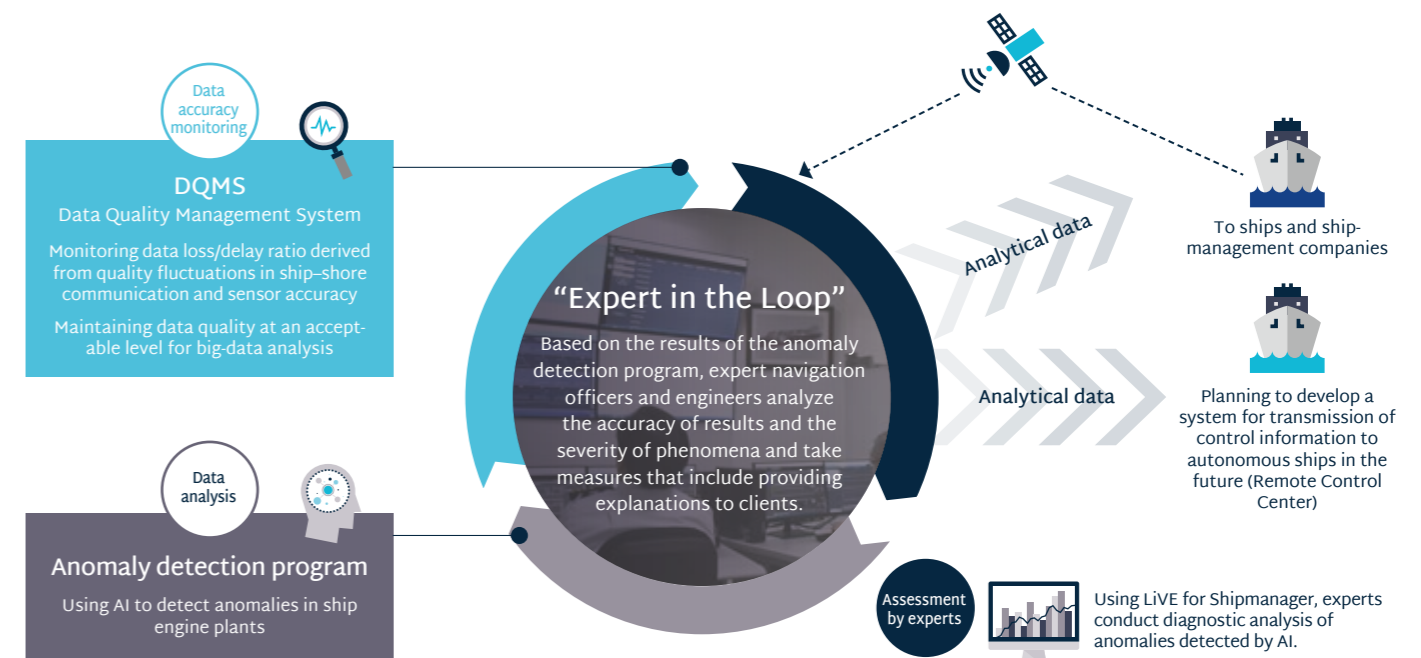 Data
accuracy
monitoring
DQMS
Data Quality Management System
Monitoring data loss/delay ratio derived
from quality fluctuations in ship–shore
communication and sensor accuracy
Maintaining data quality at an accept-
able level for big-data analysis
Data
analysis
Anomaly detection program
Using AI to detect anomalies in ship
engine plants
“Expert in the Loop”
Based on the results of the anomaly
detection program, expert navigation
officers and engineers analyze
the accuracy of results and the
severity of phenomena and take
measures that include providing
explanations to clients.
Analytical data
To ships and ship-
management companies
Analytical data
Planning to develop a
system for transmission of
control information to
autonomous ships in the
future (Remote Control
Center)
Assessment
by experts
Using LiVE for Shipmanager, experts
conduct diagnostic analysis of
anomalies detected by AI.